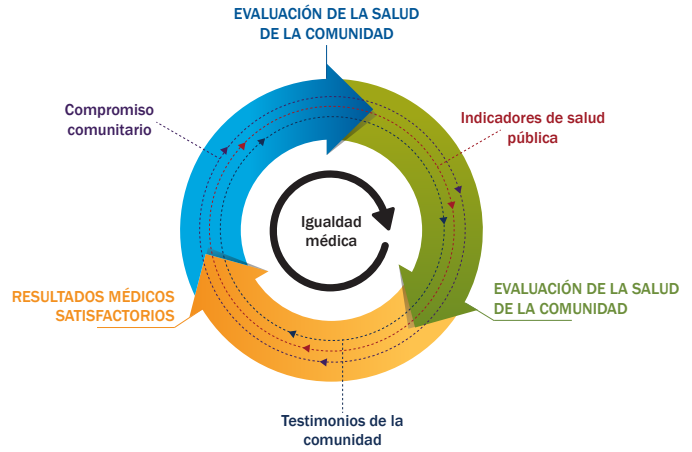 EVALUACIÓN DE LA SALUD
DE LA COMUNIDAD
Compromiso
comunitario
Indicadores de salud
pública
Igualdad
médica
RESULTADOS MÉDICOS
SATISFACTORIOS
EVALUACIÓN DE LA SALUD
DE LA COMUNIDAD
Testimonios de la
comunidad